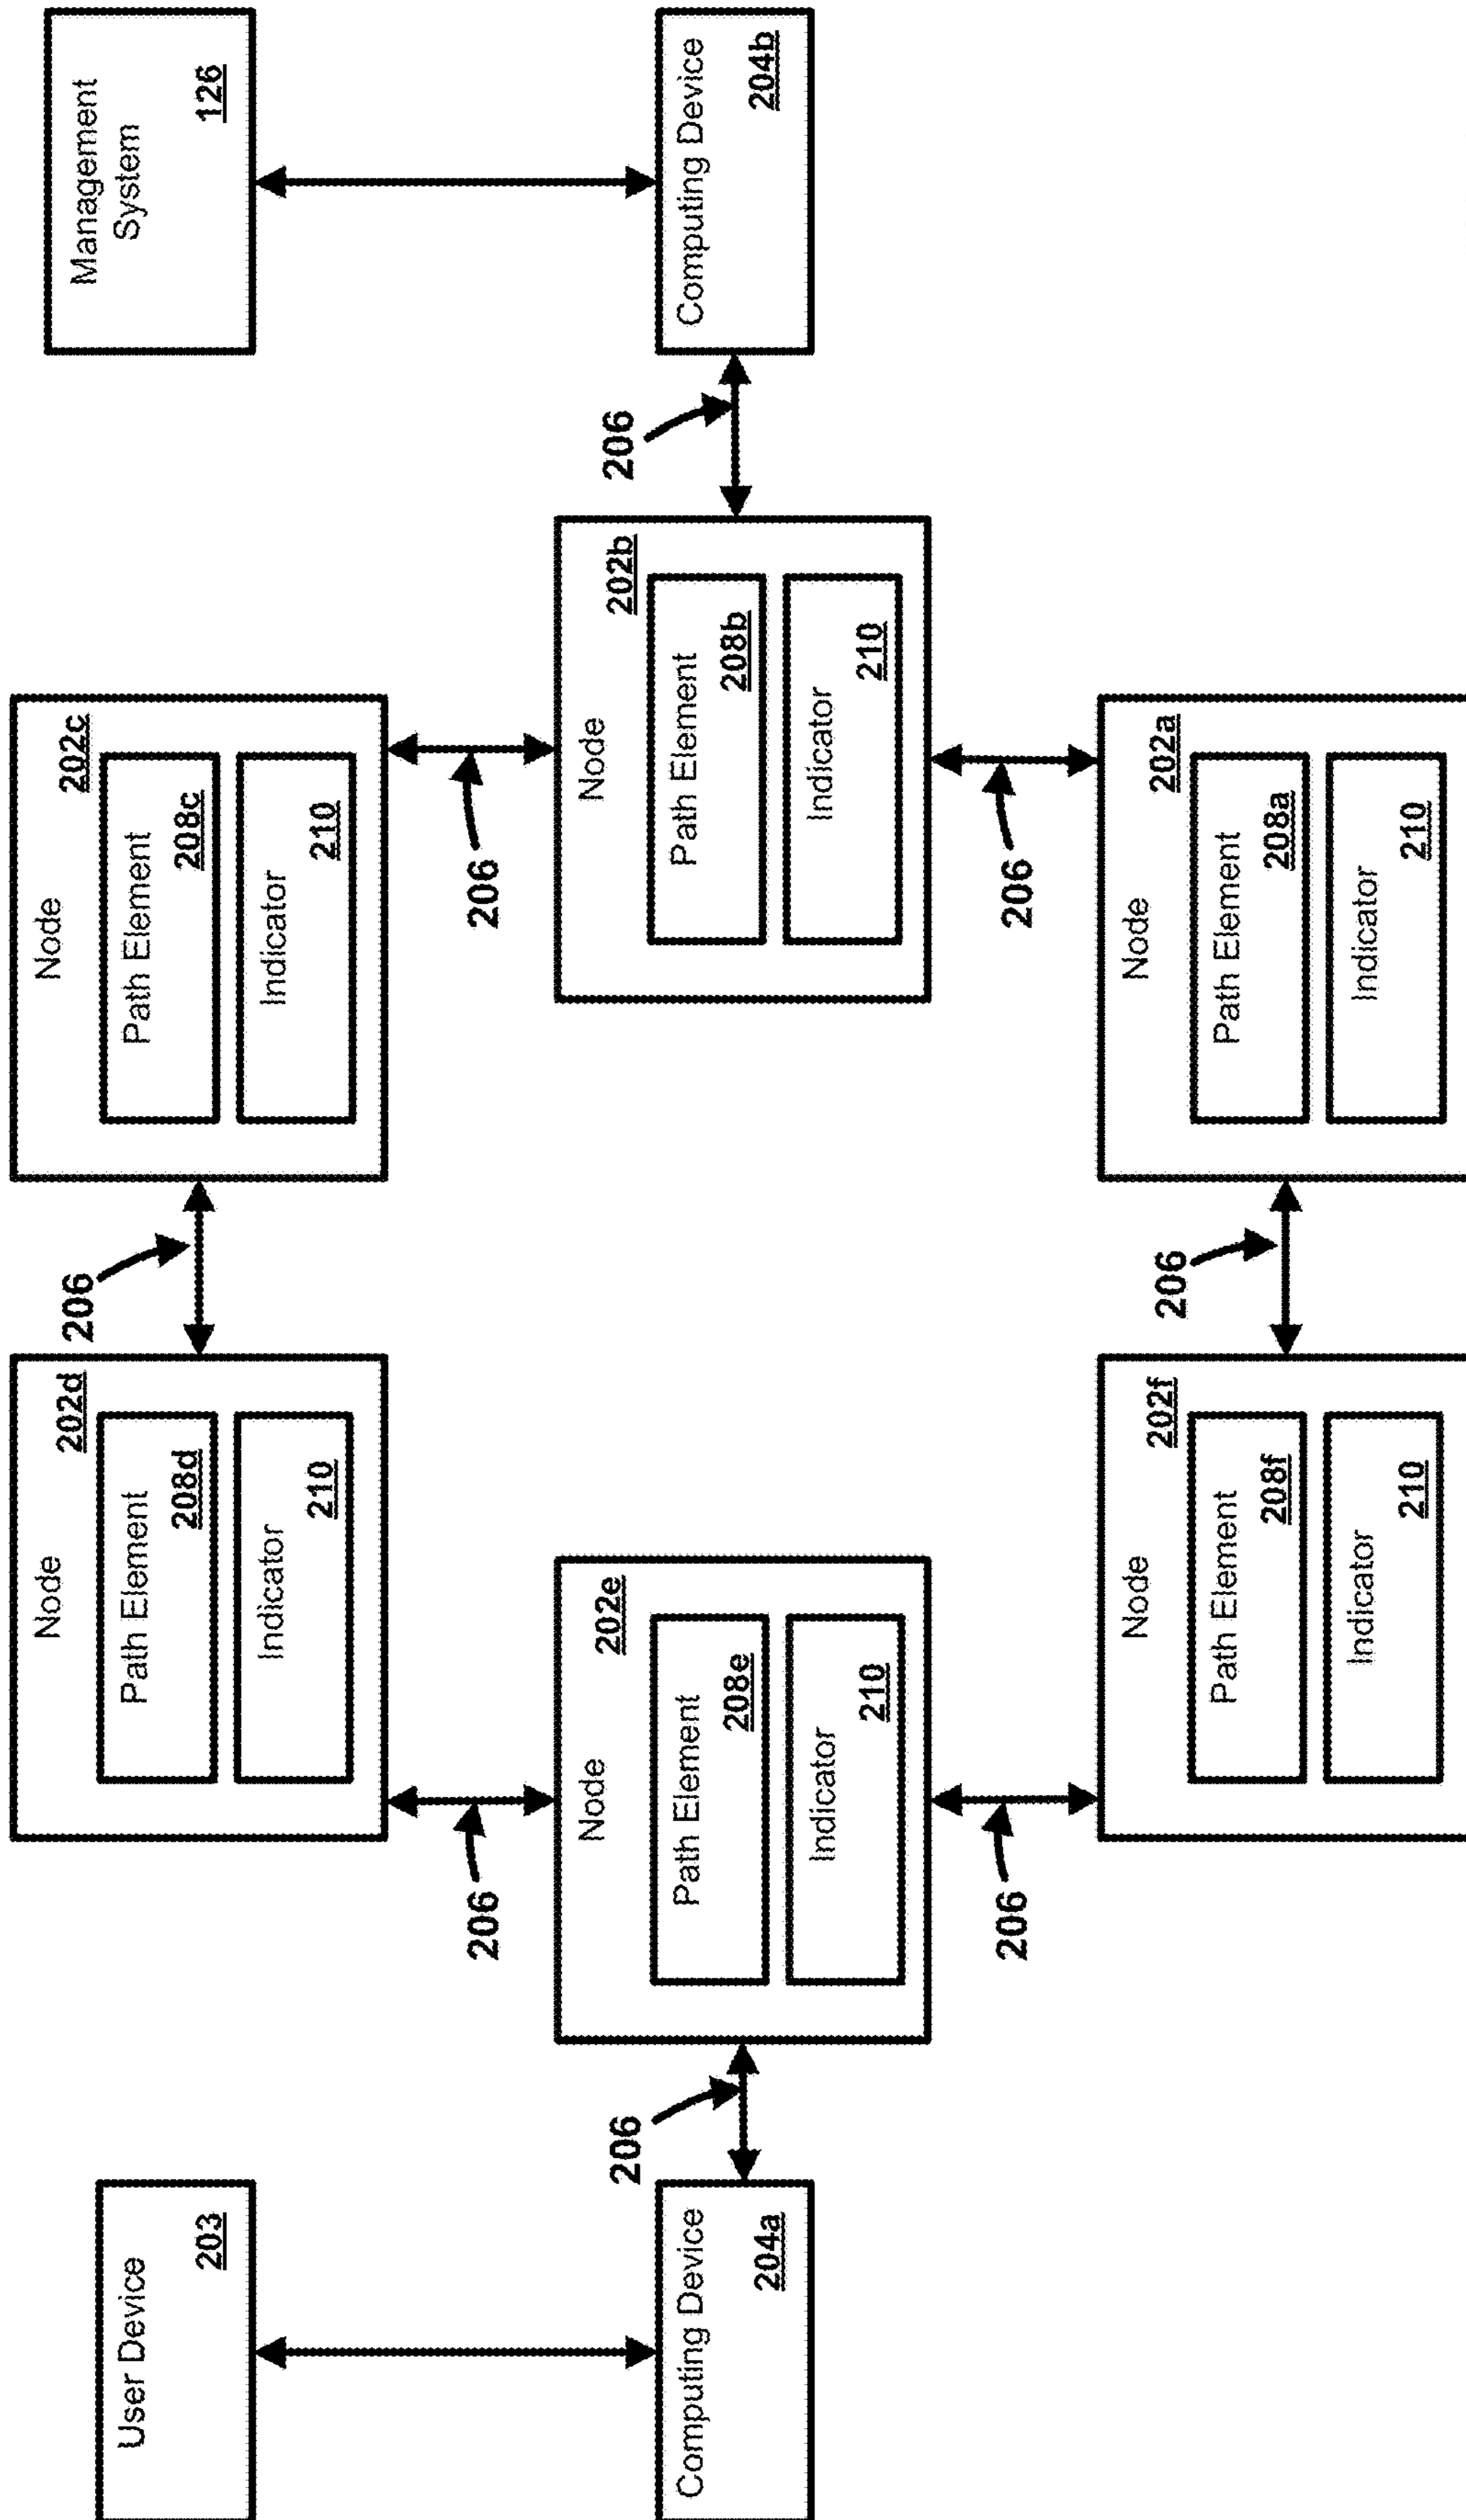 User Device
203
Node
202d
Path Element
208d
Indicator
210
206
Node
202c
Path Element
208c
Indicator
210
Management
System
126
206
206
Computing Device
204a
206
Node
202e
Path Element
208e
Indicator
210
Node
202b
Path Element
208b
Indicator
210
206
Computing Device
204b
206
206
Node
202f
Path Element
208f
Indicator
210
206
Node
202a
Path Element
208a
Indicator
210